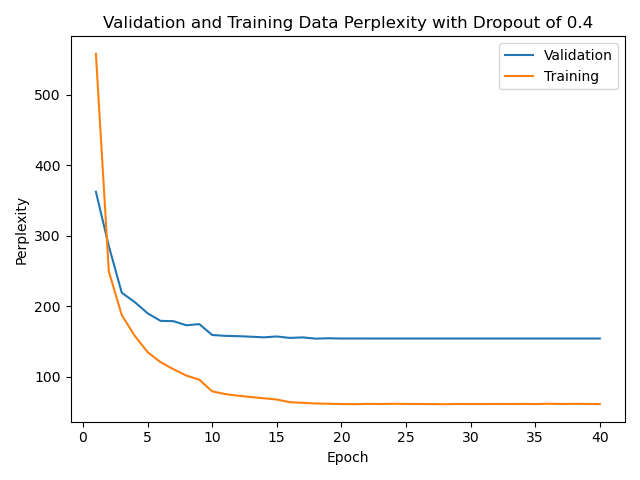 Validation and Training Data Perplexity with Dropout of 0.4
Validation
Training
500
400
300
200
100
Perplexity
0 5 10 15 20 25 30 35 40
Epoch